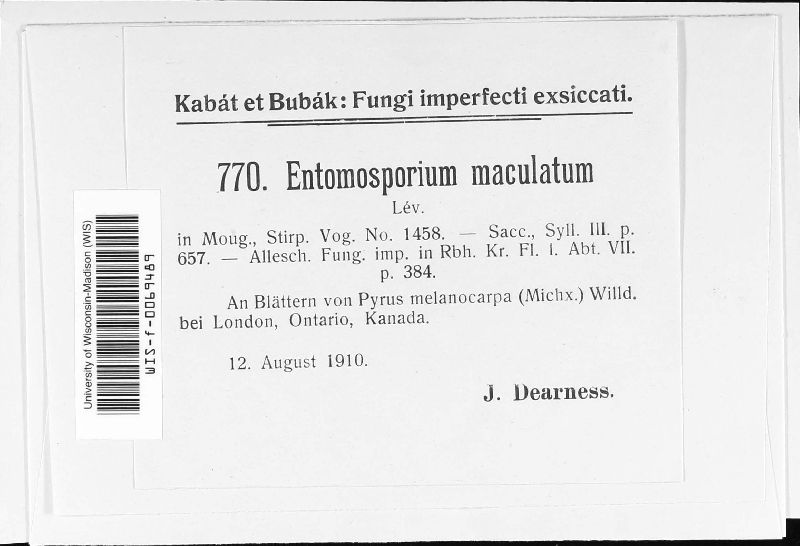 Kabát et Bubák: Fungi imperfecti exsiccati.
770. Entomosporium maculatum
Lév.
in Moug., Stirp. Vog. No. 1458. — Sacc., Syll. III. p.
657. — Allesch. Fung. imp. in Rbh. Kr. Fl. I. Abt. VII.
p. 384.
An Blättern von Pyrus melanocarpa (Michx.) Willd.
bei London, Ontario, Kanada.
12. August 1910.
J. Dearness.
University of Wisconsin-Madison (WIS)
WIS-f-0069489